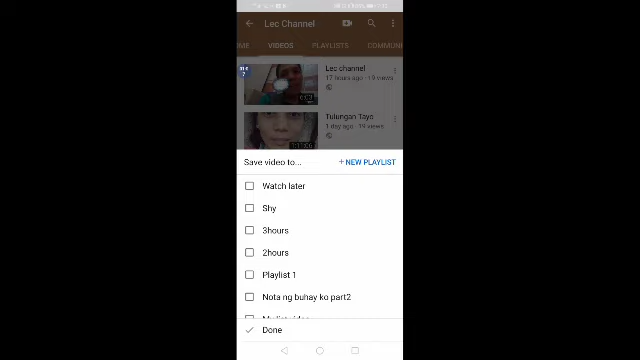 Lec Channel
VIDEOS
PLAYLISTS
Lec channel
17 hours ago · 19 views
Tulungan Tayo
1 day ago · 19 views
Save video to...
+ NEW PLAYLIST
Watch later
Shy
3hours
2hours
Playlist 1
Nota ng buhay ko part2
Done